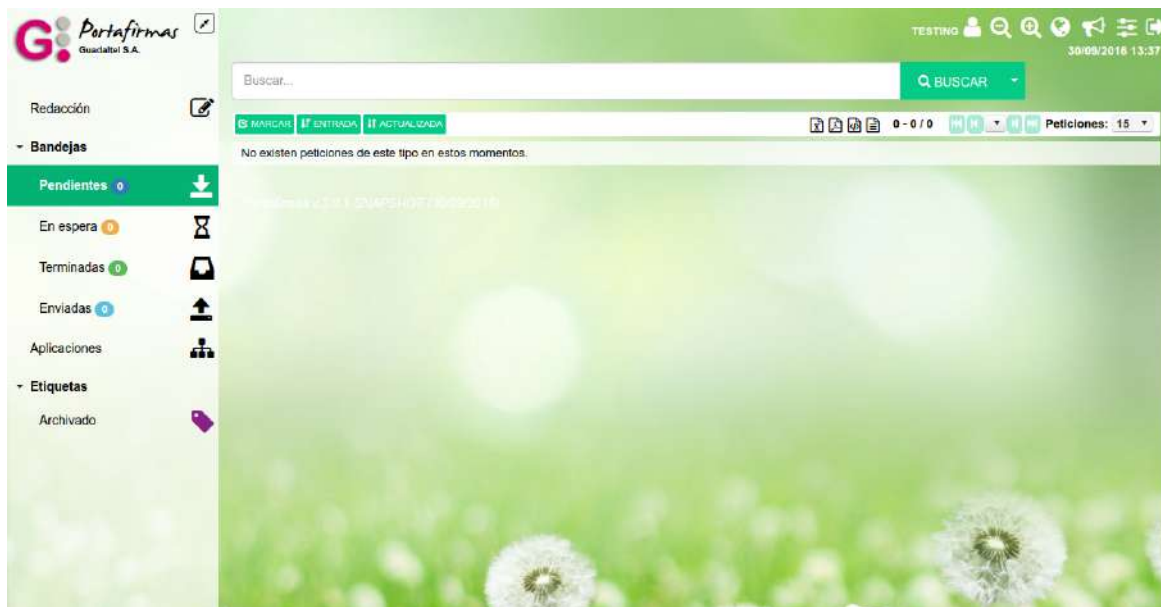 G Portafirmas
Guadaltel S.A.
TESTING
30/09/2016 13:37
Buscar...
BUSCAR
Redacción
MARCAR ENTRADA ACTUALIZADA
0 - 0 / 0
Peticiones: 15
Bandejas
No existen peticiones de este tipo en estos momentos.
Pendientes 0
En espera 0
Terminadas 0
Enviadas 0
Aplicaciones
Etiquetas
Archivado